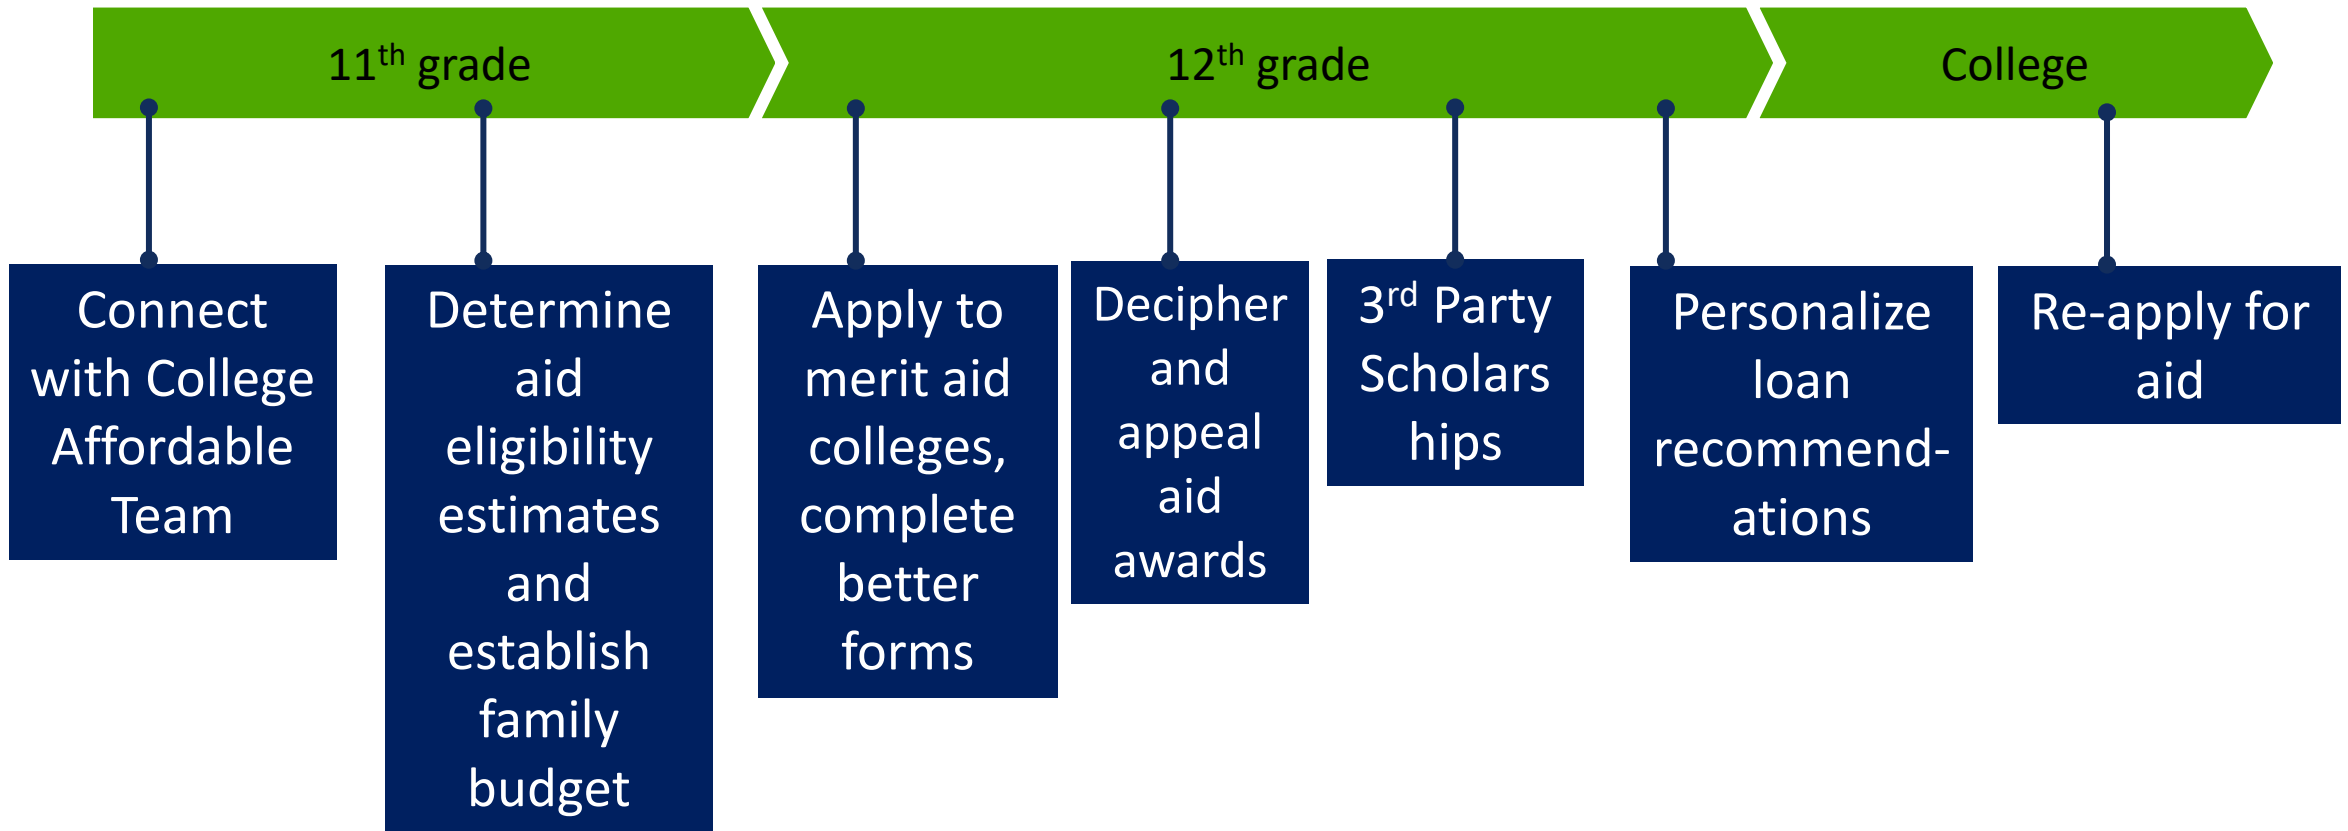 11th grade
12th grade
College
Connect
with College
Affordable
Team
Determine
aid
eligibility
estimates
and
establish
family
budget
Apply to
merit aid
colleges,
complete
better
forms
Decipher
and
appeal
aid
awards
3rd Party
Scholars
hips
Personalize
loan
recommend-
ations
Re-apply for
aid